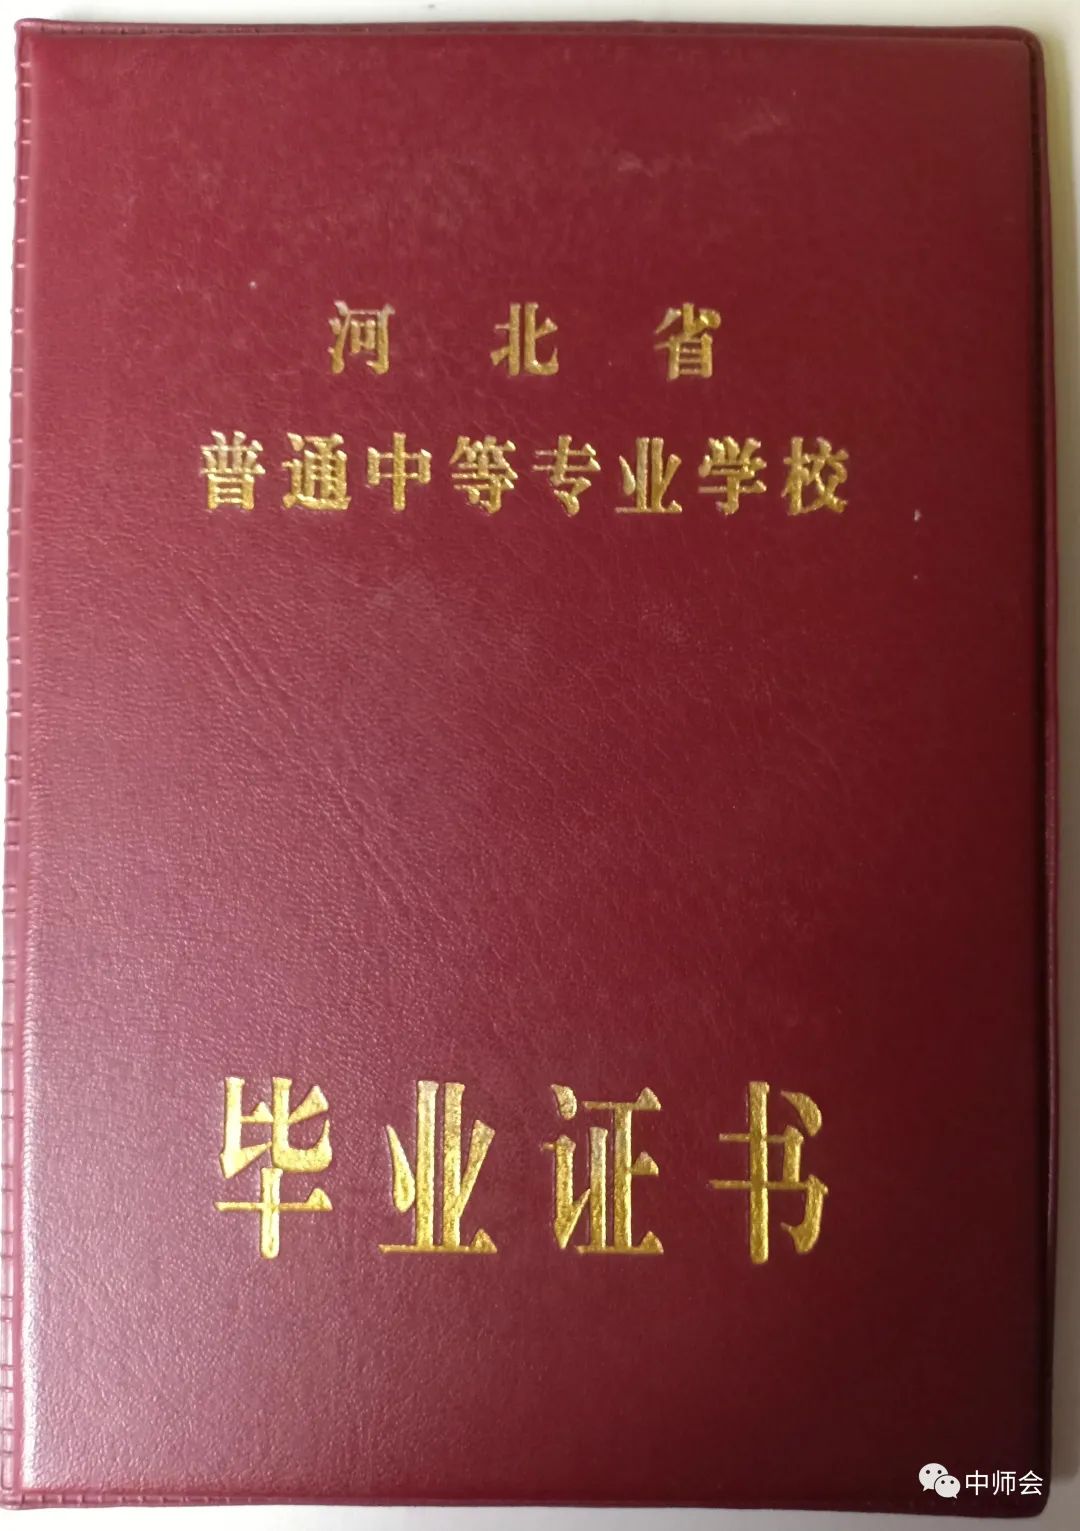 河北省
普通中等专业学校
毕业证书
中师会